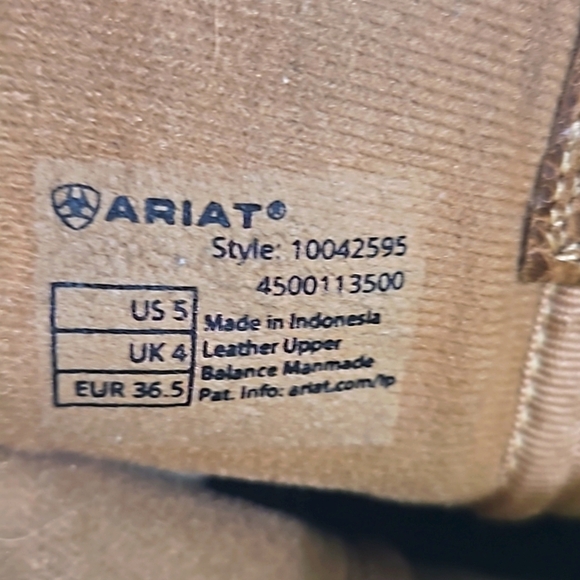 ARIAT®
Style: 10042595
4500113500
US 5
UK 4
EUR 36.5
Made in Indonesia
Leather Upper
Balance Manmade
Pat. Info: ariat.com/ip